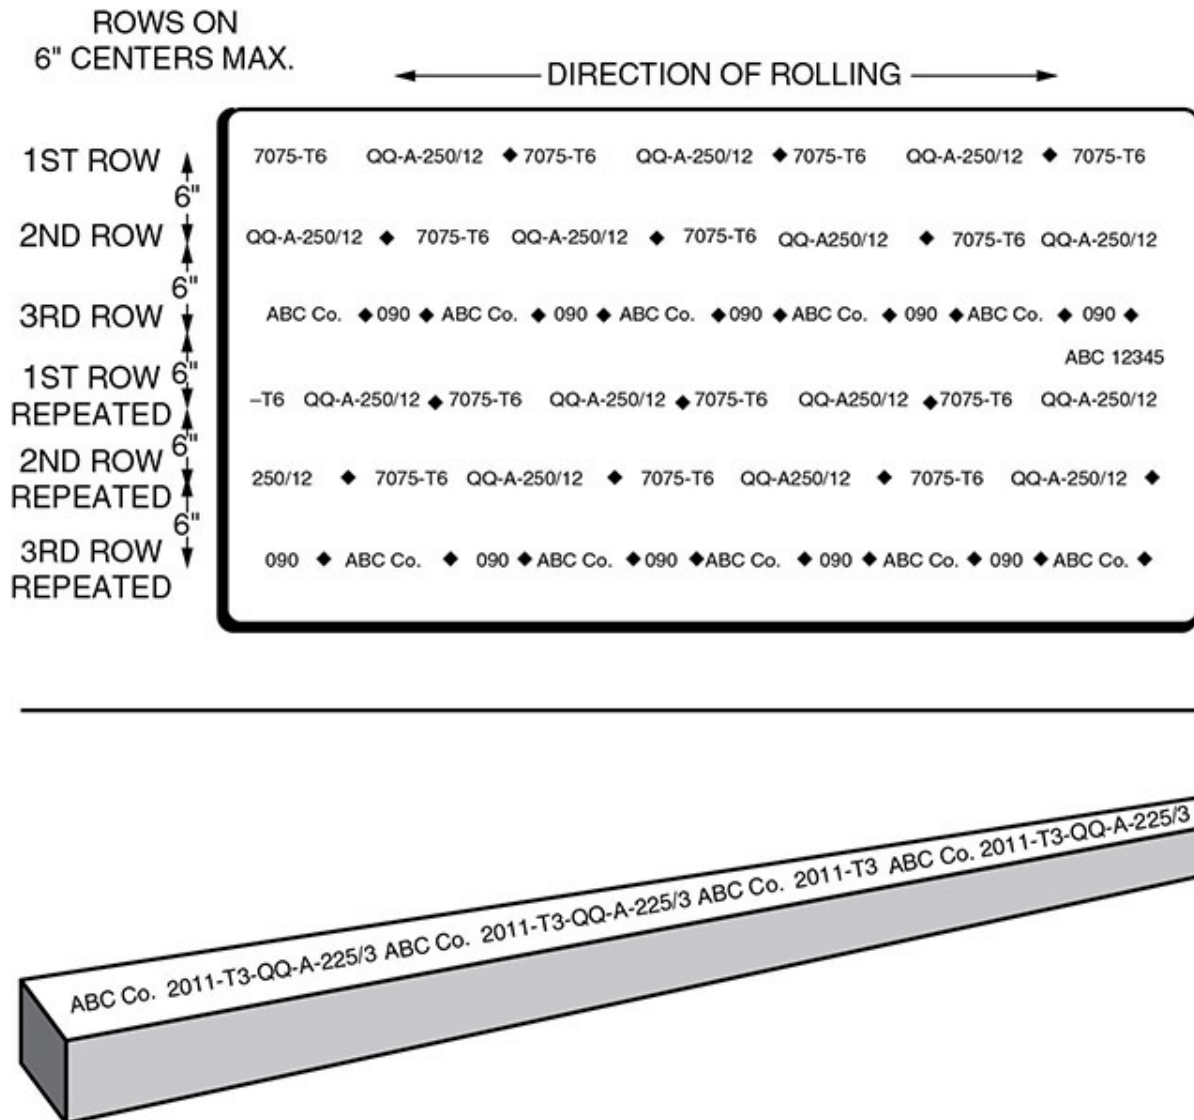 ROWS ON
6" CENTERS MAX.
DIRECTION OF ROLLING
1ST ROW 7075-T6 QQ-A-250/12 ◆ 7075-T6 QQ-A-250/12 ◆ 7075-T6 QQ-A-250/12 ◆ 7075-T6
6"
2ND ROW QQ-A-250/12 ◆ 7075-T6 QQ-A-250/12 ◆ 7075-T6 QQ-A250/12 ◆ 7075-T6 QQ-A-250/12
6"
3RD ROW ABC Co. ◆ 090 ◆ ABC Co. ◆ 090 ◆ ABC Co. ◆ 090 ◆ ABC Co. ◆ 090 ◆ ABC Co. ◆ 090 ◆
ABC 12345
6"
1ST ROW
REPEATED –T6 QQ-A-250/12 ◆ 7075-T6 QQ-A-250/12 ◆ 7075-T6 QQ-A250/12 ◆ 7075-T6 QQ-A-250/12
6"
2ND ROW
REPEATED 250/12 ◆ 7075-T6 QQ-A-250/12 ◆ 7075-T6 QQ-A250/12 ◆ 7075-T6 QQ-A-250/12 ◆
6"
3RD ROW
REPEATED 090 ◆ ABC Co. ◆ 090 ◆ ABC Co. ◆ 090 ◆ ABC Co. ◆ 090 ◆ ABC Co. ◆ 090 ◆ ABC Co. ◆
ABC Co. 2011-T3-QQ-A-225/3 ABC Co. 2011-T3-QQ-A-225/3 ABC Co. 2011-T3 ABC Co. 2011-T3-QQ-A-225/3